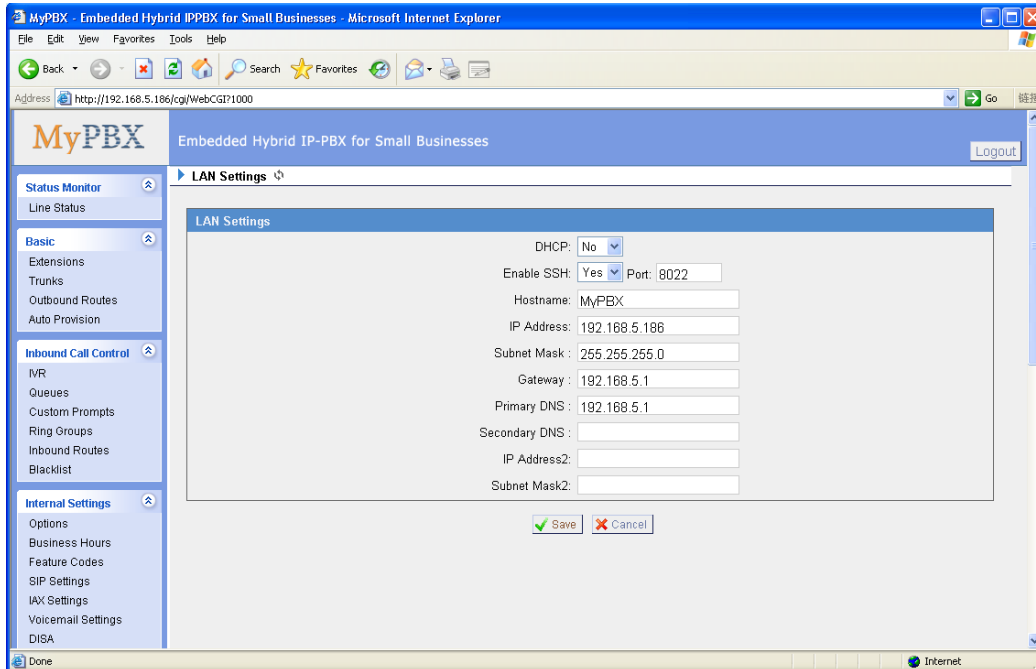 MyPBX - Embedded Hybrid IPPBX for Small Businesses - Microsoft Internet Explorer
File Edit View Favorites Tools Help
Back Search Favorites
Address http://192.168.5.186/cgi/WebCGI?1000 Go 链接
MyPBX
Embedded Hybrid IP-PBX for Small Businesses
Logout
LAN Settings
Status Monitor
Line Status
Basic
Extensions
Trunks
Outbound Routes
Auto Provision
Inbound Call Control
IVR
Queues
Custom Prompts
Ring Groups
Inbound Routes
Blacklist
Internal Settings
Options
Business Hours
Feature Codes
SIP Settings
IAX Settings
Voicemail Settings
DISA
LAN Settings
DHCP: No
Enable SSH: Yes Port: 8022
Hostname: MyPBX
IP Address: 192.168.5.186
Subnet Mask : 255.255.255.0
Gateway : 192.168.5.1
Primary DNS : 192.168.5.1
Secondary DNS :
IP Address2:
Subnet Mask2:
Save Cancel
Done Internet